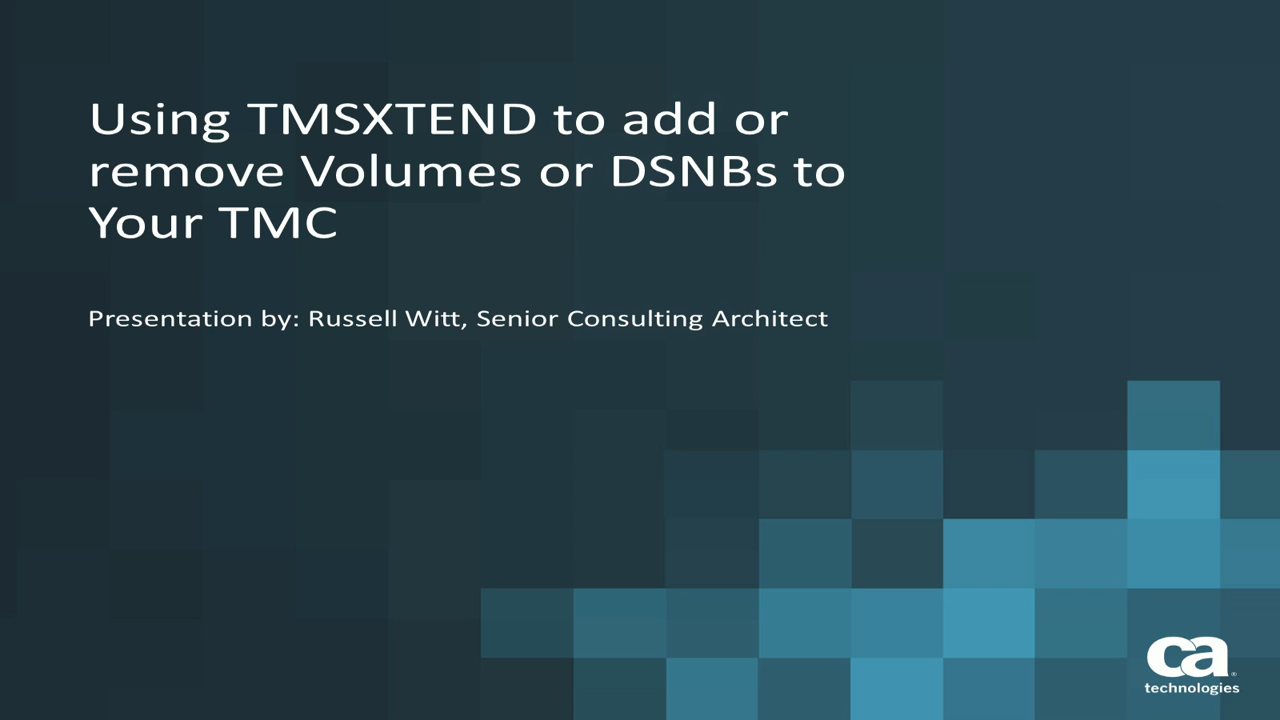 Using TMSXTEND to add or
remove Volumes or DSNBs to
Your TMC
Presentation by: Russell Witt, Senior Consulting Architect
ca
technologies